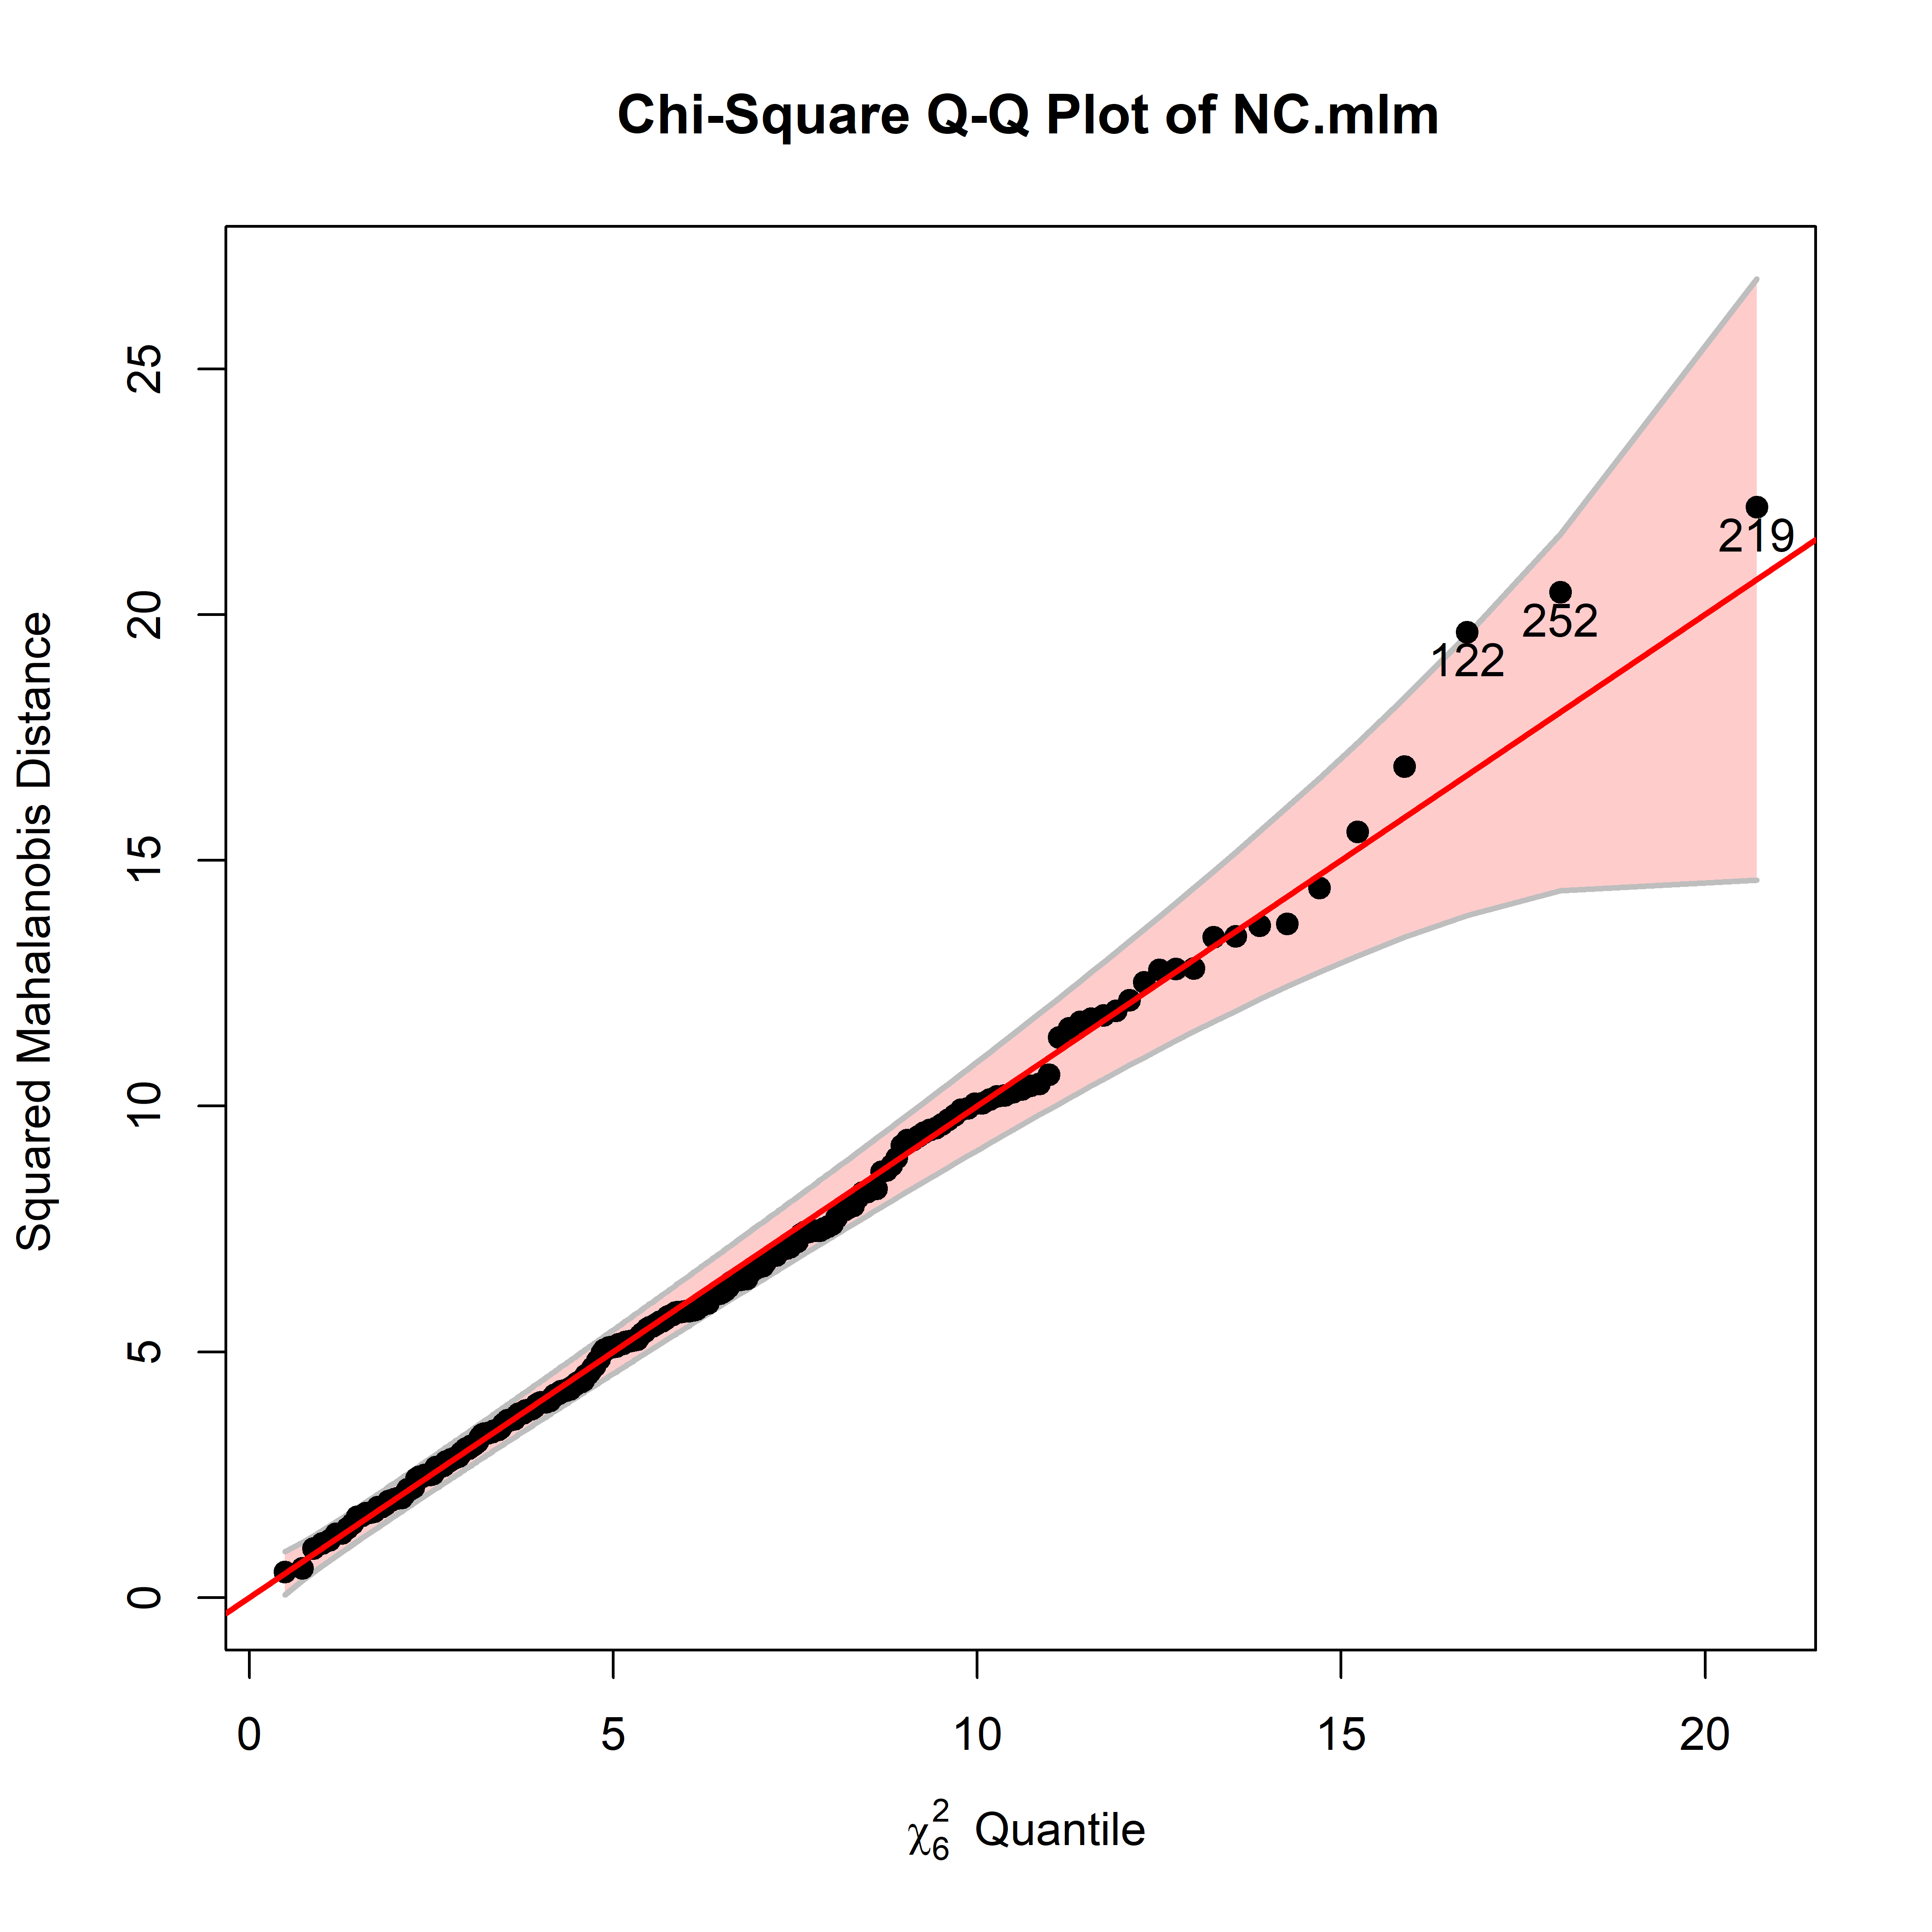 Chi-Square Q-Q Plot of NC.mlm
Squared Mahalanobis Distance
25
20
15
10
5
0
219
252
122
0 5 10 15 20
χ²₆ Quantile